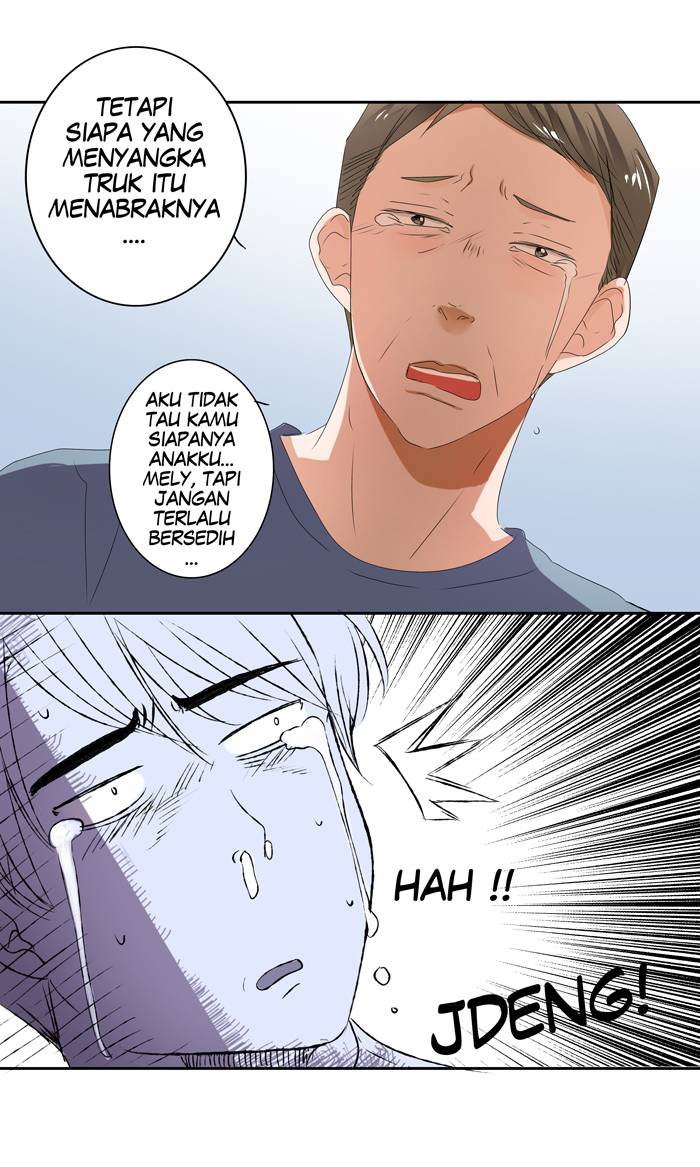 TETAPI
SIAPA YANG
MENYANGKA
TRUK ITU
MENABRAKNYA
....
AKU TIDAK
TAU KAMU
SIAPANYA
ANAKKU...
MELY, TAPI
JANGAN
TERLALU
BERSEDIH
...
HAH !!
JDENG!